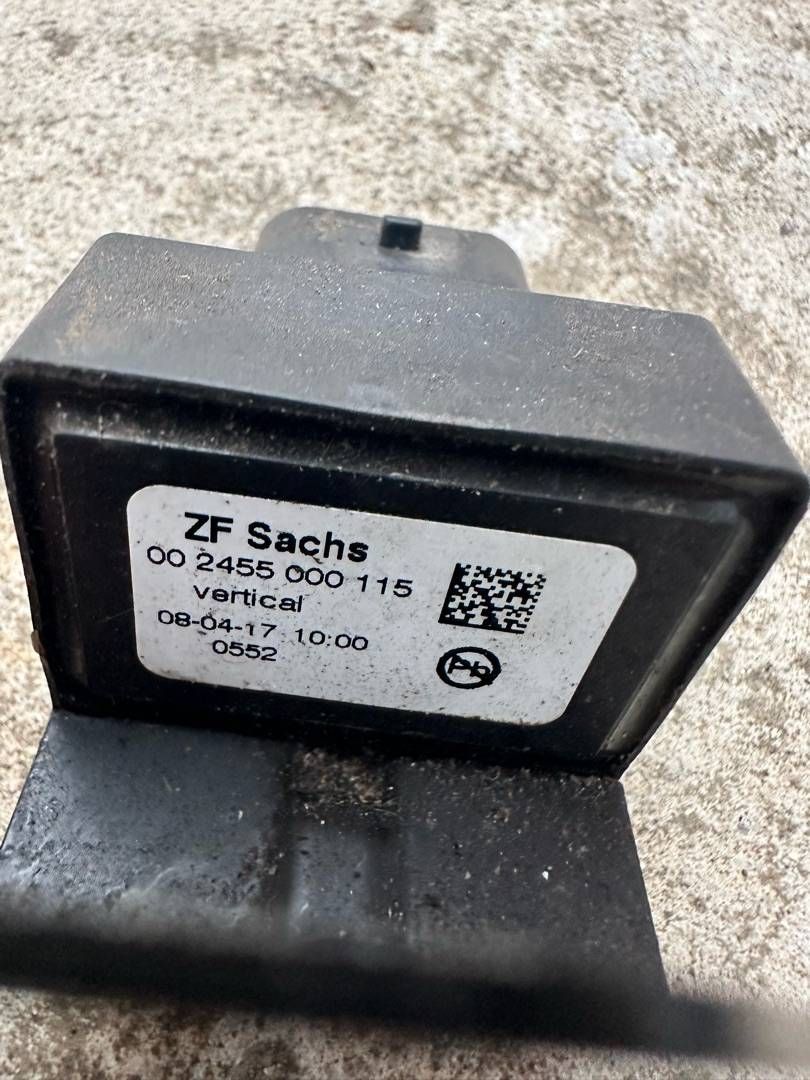 ZF Sachs
00 2455 000 115
vertical
08-04-17 10:00
0552
Pb